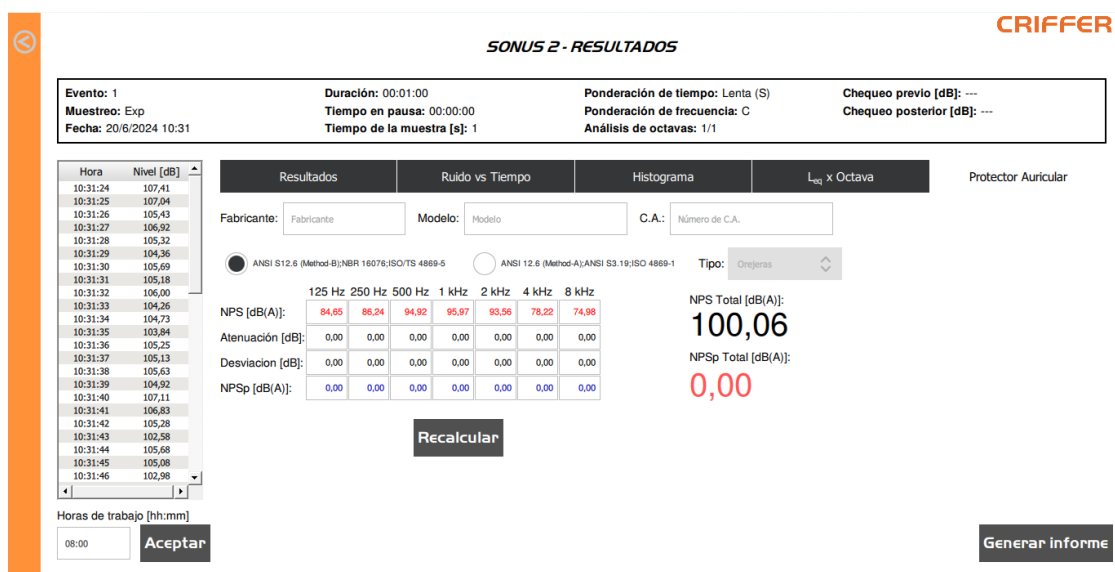 CRIFFER
SONUS 2 - RESULTADOS
Evento: 1
Muestreo: Exp
Fecha: 20/6/2024 10:31
Duración: 00:01:00
Tiempo en pausa: 00:00:00
Tiempo de la muestra [s]: 1
Ponderación de tiempo: Lenta (S)
Ponderación de frecuencia: C
Análisis de octavas: 1/1
Chequeo previo [dB]: ---
Chequeo posterior [dB]: ---
Hora Nivel [dB]
10:31:24 107,41
10:31:25 107,04
10:31:26 105,43
10:31:27 106,92
10:31:28 105,32
10:31:29 104,36
10:31:30 105,69
10:31:31 105,18
10:31:32 106,00
10:31:33 104,26
10:31:34 104,73
10:31:35 103,84
10:31:36 105,25
10:31:37 105,13
10:31:38 105,63
10:31:39 104,92
10:31:40 107,11
10:31:41 106,83
10:31:42 105,28
10:31:43 102,58
10:31:44 105,68
10:31:45 105,08
10:31:46 102,98
Horas de trabajo [hh:mm]
08:00 Aceptar
Resultados Ruido vs Tiempo Histograma Leq x Octava Protector Auricular
Fabricante: Fabricante Modelo: Modelo C.A.: Número de C.A.
ANSI S12.6 (Method-B);NBR 16076;ISO/TS 4869-5 ANSI 12.6 (Method-A);ANSI S3.19;ISO 4869-1 Tipo: Orejeras
125 Hz 250 Hz 500 Hz 1 kHz 2 kHz 4 kHz 8 kHz
NPS [dB(A)]: 84,65 86,24 94,92 95,97 93,56 78,22 74,98
Atenuación [dB]: 0,00 0,00 0,00 0,00 0,00 0,00 0,00
Desviacion [dB]: 0,00 0,00 0,00 0,00 0,00 0,00 0,00
NPSp [dB(A)]: 0,00 0,00 0,00 0,00 0,00 0,00 0,00
NPS Total [dB(A)]:
100,06
NPSp Total [dB(A)]:
0,00
Recalcular
Generar informe